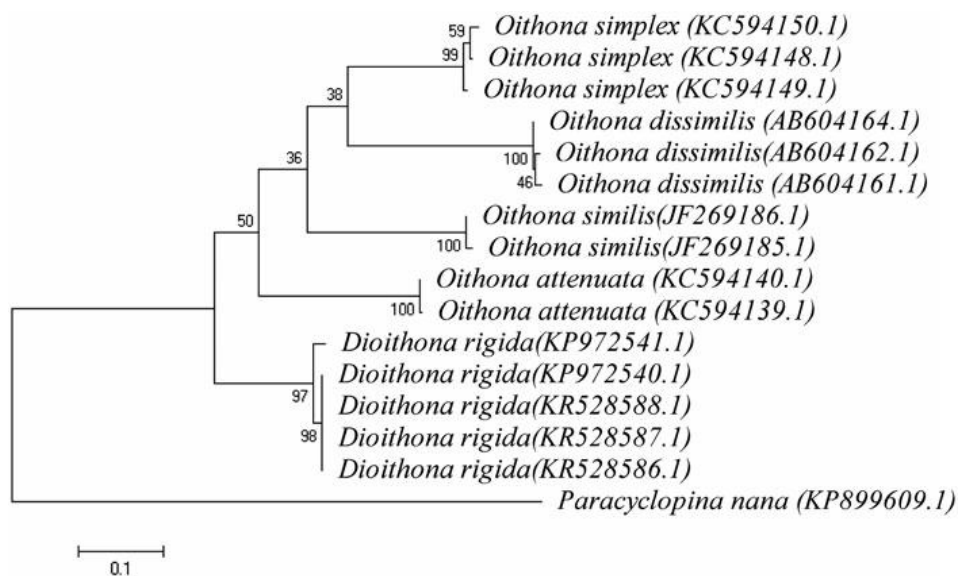 59
Oithona simplex (KC594150.1)
99
Oithona simplex (KC594148.1)
Oithona simplex (KC594149.1)
38
Oithona dissimilis (AB604164.1)
100
Oithona dissimilis(AB604162.1)
46
Oithona dissimilis (AB604161.1)
36
Oithona similis(JF269186.1)
100
Oithona similis(JF269185.1)
50
Oithona attenuata (KC594140.1)
100
Oithona attenuata (KC594139.1)
Dioithona rigida(KP972541.1)
97
Dioithona rigida(KP972540.1)
Dioithona rigida(KR528588.1)
98
Dioithona rigida(KR528587.1)
Dioithona rigida(KR528586.1)
Paracyclopina nana (KP899609.1)
0.1